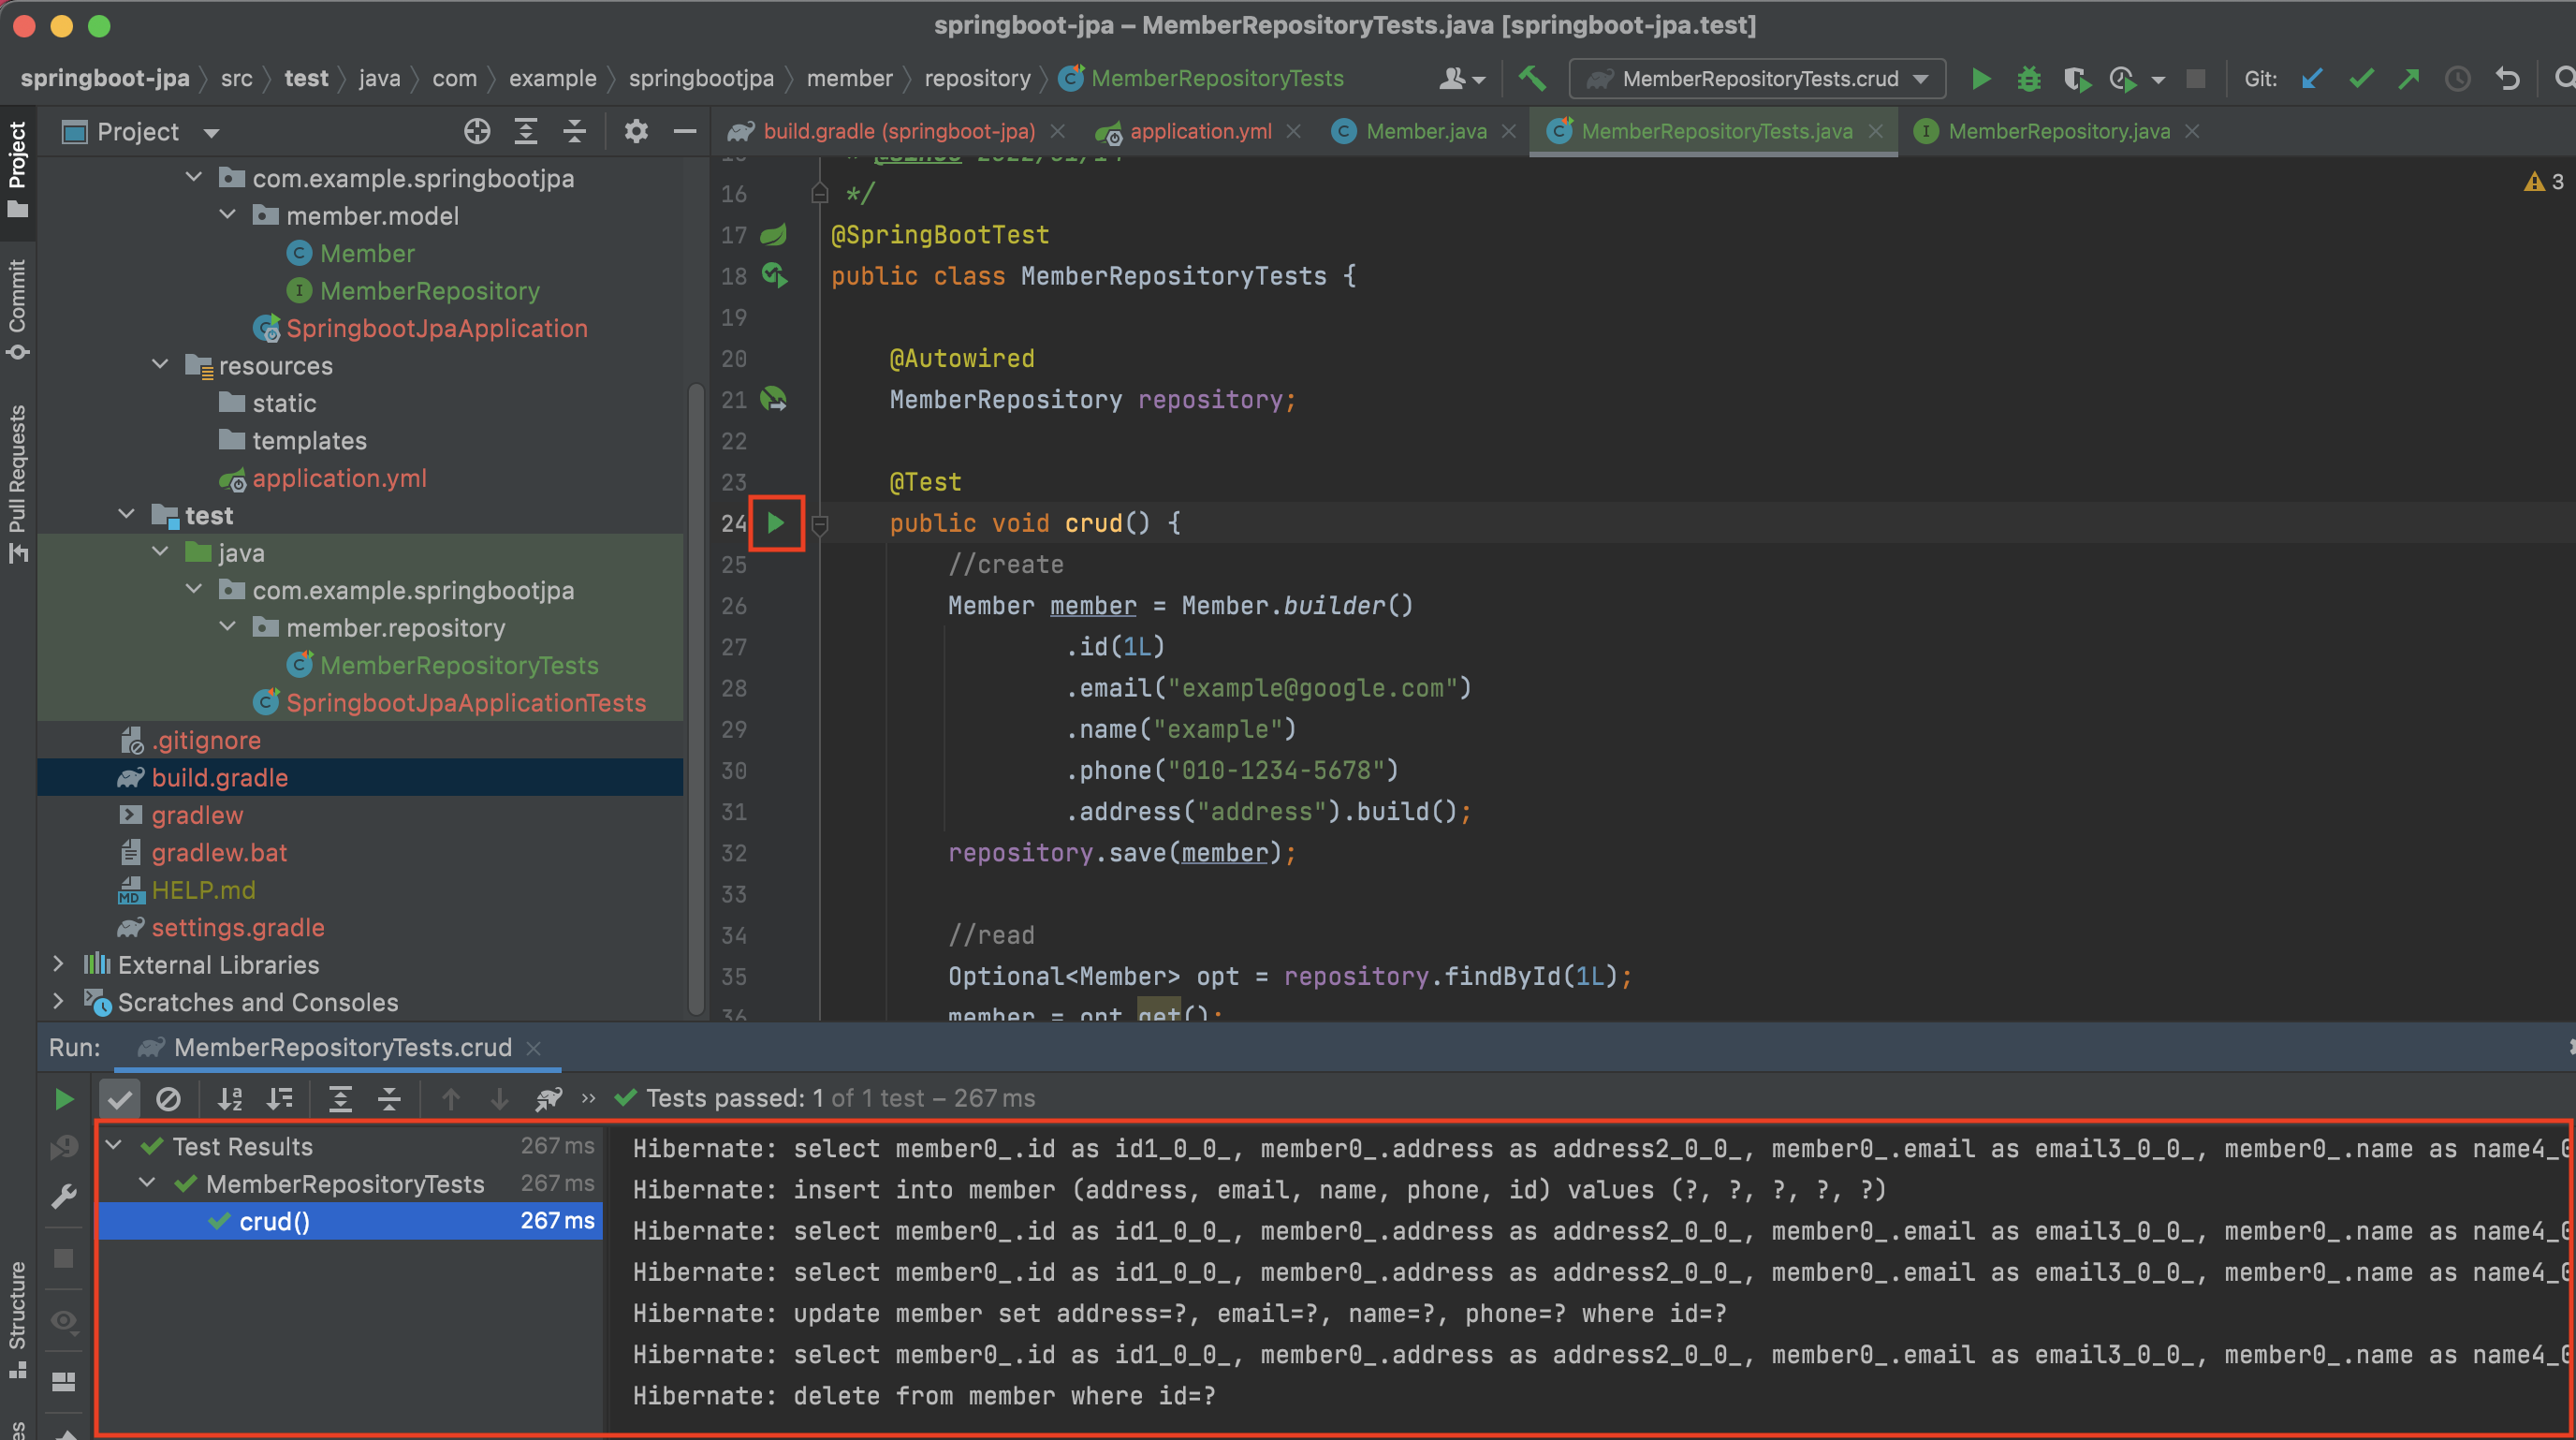 springboot-jpa – MemberRepositoryTests.java [springboot-jpa.test]
springboot-jpa src test java com example springbootjpa member repository MemberRepositoryTests
MemberRepositoryTests.crud
Git:
Project
build.gradle (springboot-jpa)
application.yml
Member.java
MemberRepositoryTests.java
MemberRepository.java
Project
Commit
Pull Requests
Structure
com.example.springbootjpa
member.model
Member
MemberRepository
SpringbootJpaApplication
resources
static
templates
application.yml
test
java
com.example.springbootjpa
member.repository
MemberRepositoryTests
SpringbootJpaApplicationTests
.gitignore
build.gradle
gradlew
gradlew.bat
HELP.md
settings.gradle
External Libraries
Scratches and Consoles
3
16 */
17 @SpringBootTest
18 public class MemberRepositoryTests {
19
20 @Autowired
21 MemberRepository repository;
22
23 @Test
24 public void crud() {
25 //create
26 Member member = Member.builder()
27 .id(1L)
28 .email("example@google.com")
29 .name("example")
30 .phone("010-1234-5678")
31 .address("address").build();
32 repository.save(member);
33
34 //read
35 Optional<Member> opt = repository.findById(1L);
36 member = opt.get();
Run: MemberRepositoryTests.crud
Tests passed: 1 of 1 test – 267 ms
Test Results 267 ms
MemberRepositoryTests 267 ms
crud() 267 ms
Hibernate: select member0_.id as id1_0_0_, member0_.address as address2_0_0_, member0_.email as email3_0_0_, member0_.name as name4_0
Hibernate: insert into member (address, email, name, phone, id) values (?, ?, ?, ?, ?)
Hibernate: select member0_.id as id1_0_0_, member0_.address as address2_0_0_, member0_.email as email3_0_0_, member0_.name as name4_0
Hibernate: select member0_.id as id1_0_0_, member0_.address as address2_0_0_, member0_.email as email3_0_0_, member0_.name as name4_0
Hibernate: update member set address=?, email=?, name=?, phone=? where id=?
Hibernate: select member0_.id as id1_0_0_, member0_.address as address2_0_0_, member0_.email as email3_0_0_, member0_.name as name4_0
Hibernate: delete from member where id=?